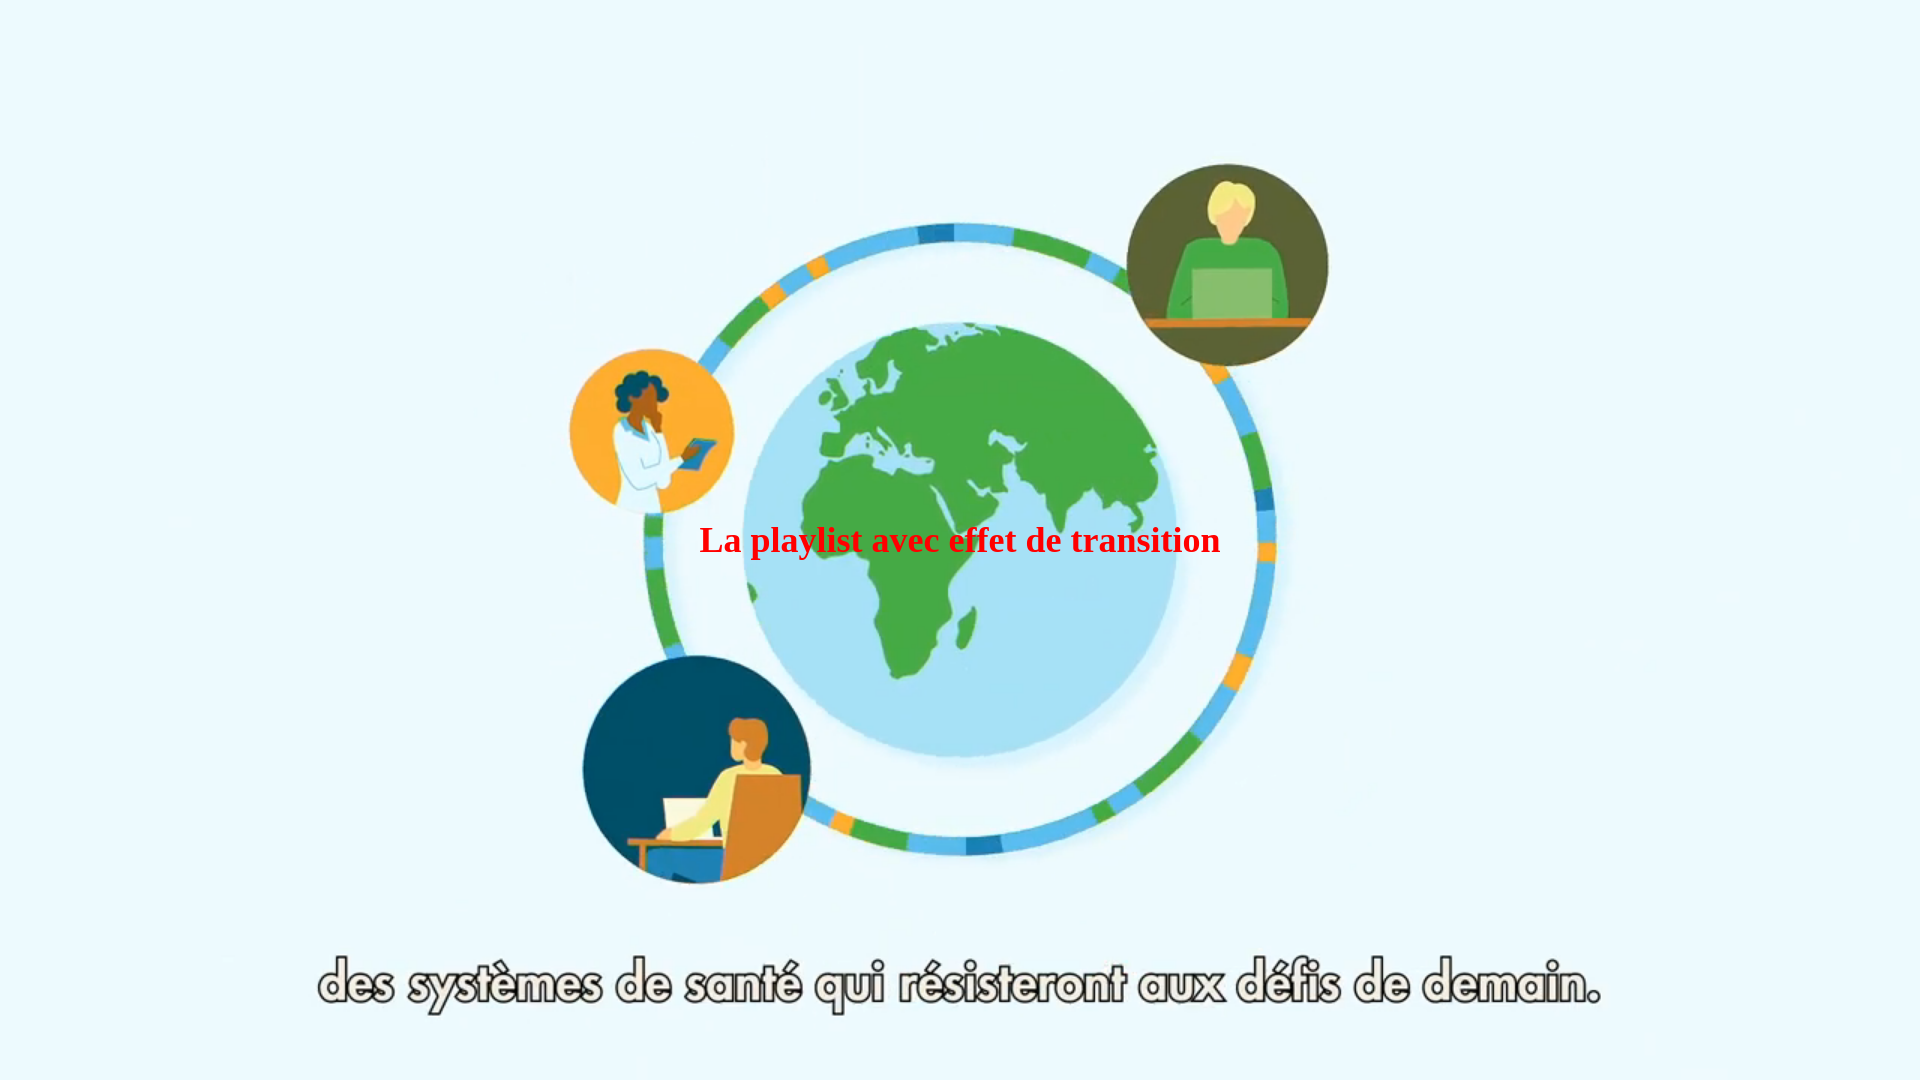 La playlist avec effet de transition
des systèmes de santé qui résisteront aux défis de demain.